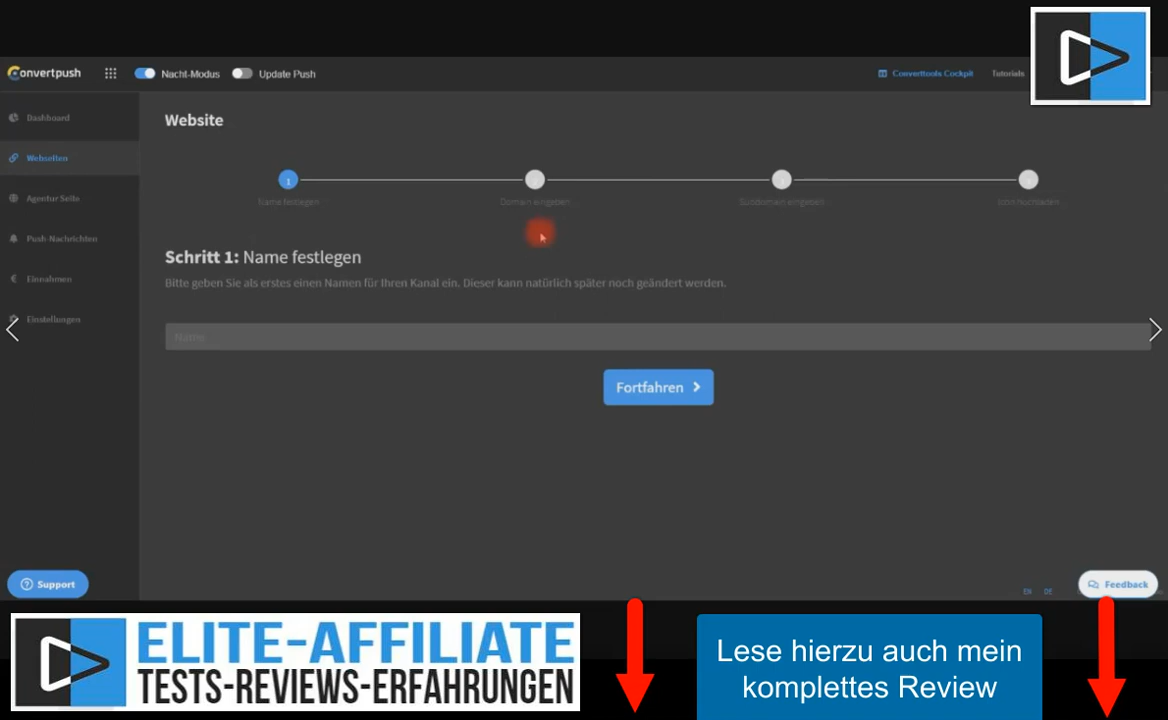 Convertpush
Nacht-Modus
Update Push
Converttools Cockpit
Tutorials
Dashboard
Webseiten
Agentur Seite
Push-Nachrichten
€ Einnahmen
Einstellungen
Website
1
Name festlegen
Domain eingeben
Subdomain eingeben
Icon hochladen
Schritt 1: Name festlegen
Bitte geben Sie als erstes einen Namen für Ihren Kanal ein. Dieser kann natürlich später noch geändert werden.
Name
Fortfahren
Support
EN DE
Feedback
ELITE-AFFILIATE
TESTS-REVIEWS-ERFAHRUNGEN
Lese hierzu auch mein
komplettes Review